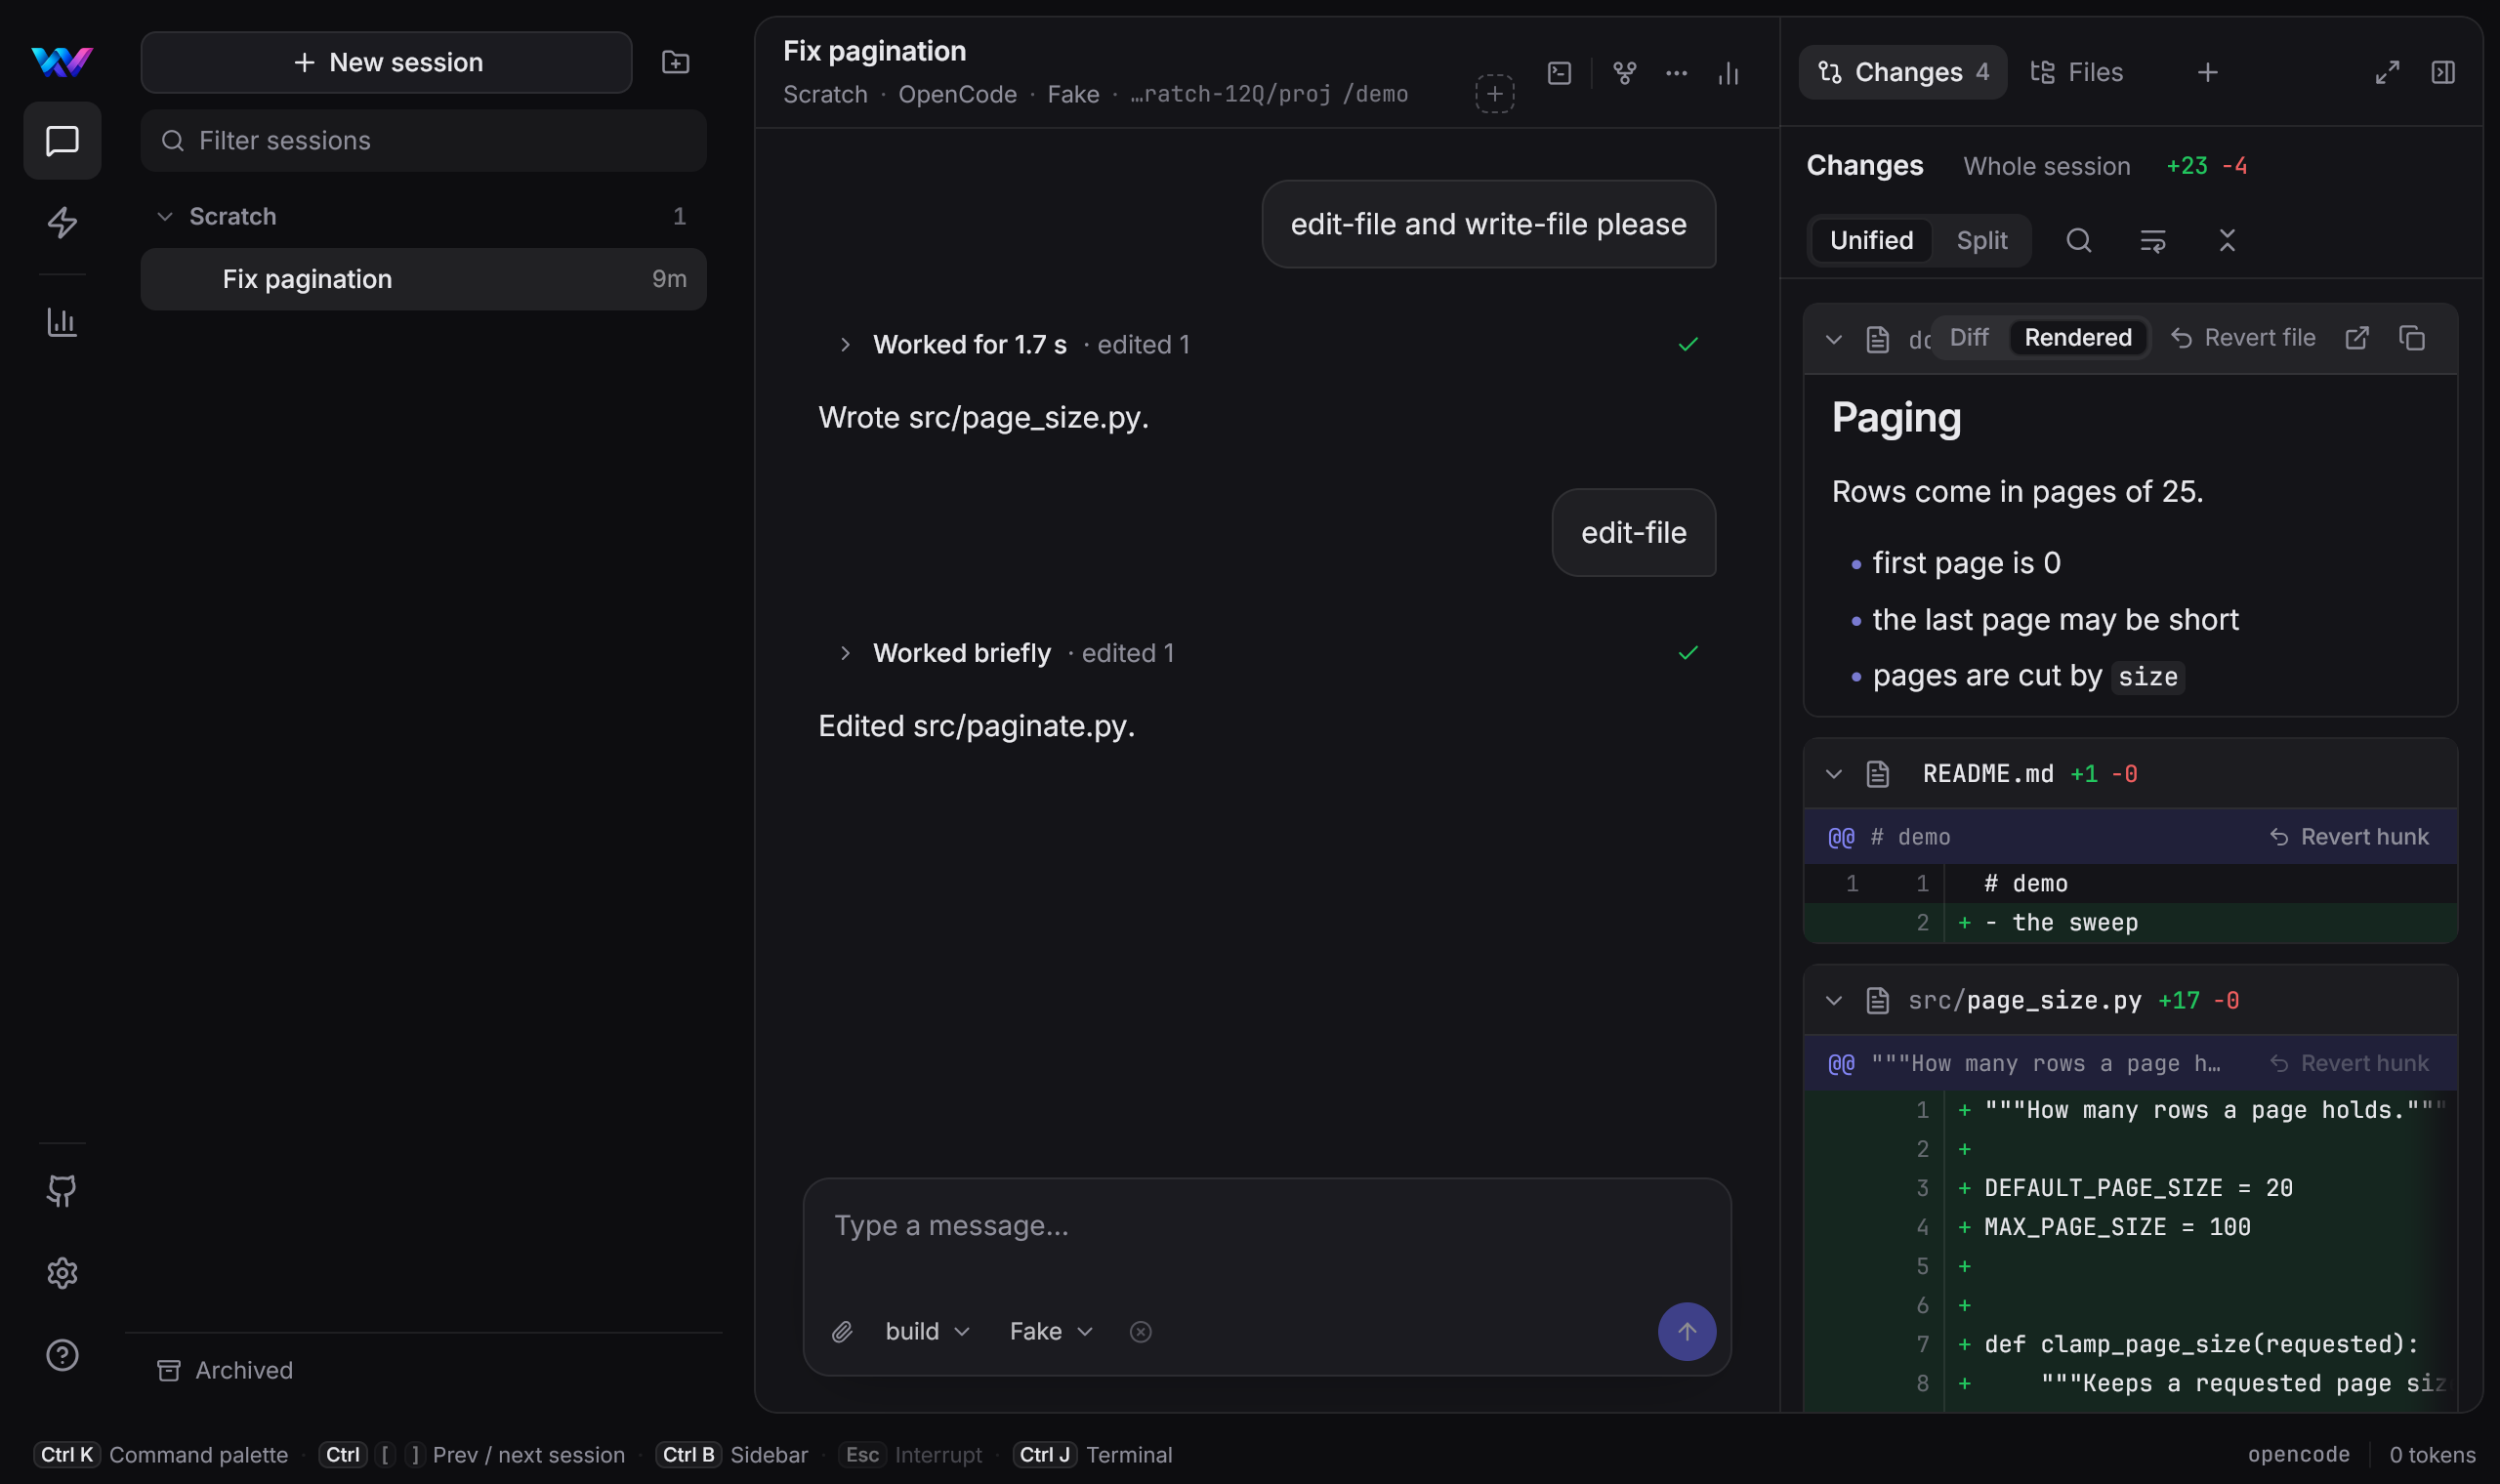 New session
Filter sessions
Scratch 1
Fix pagination 9m
Archived
Fix pagination
Scratch · OpenCode · Fake · …ratch-12Q/proj /demo
edit-file and write-file please
Worked for 1.7 s · edited 1
Wrote src/page_size.py.
edit-file
Worked briefly · edited 1
Edited src/paginate.py.
Type a message...
build Fake
Changes 4 Files
Changes Whole session +23 -4
Unified Split
Diff Rendered Revert file
Paging
Rows come in pages of 25.
• first page is 0
• the last page may be short
• pages are cut by size
README.md +1 -0
@@ # demo Revert hunk
1 1 # demo
2 + - the sweep
src/page_size.py +17 -0
@@ """How many rows a page h… Revert hunk
1 + """How many rows a page holds."""
2 +
3 + DEFAULT_PAGE_SIZE = 20
4 + MAX_PAGE_SIZE = 100
5 +
6 +
7 + def clamp_page_size(requested):
8 + """Keeps a requested page siz
Ctrl K Command palette · Ctrl [ ] Prev / next session · Ctrl B Sidebar · Esc Interrupt · Ctrl J Terminal
opencode 0 tokens